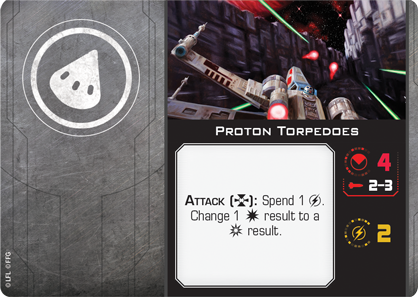 PROTON TORPEDOES
ATTACK ( ): Spend 1 .
Change 1 result to a
result.
4
2–3
2
© LFL © FFG